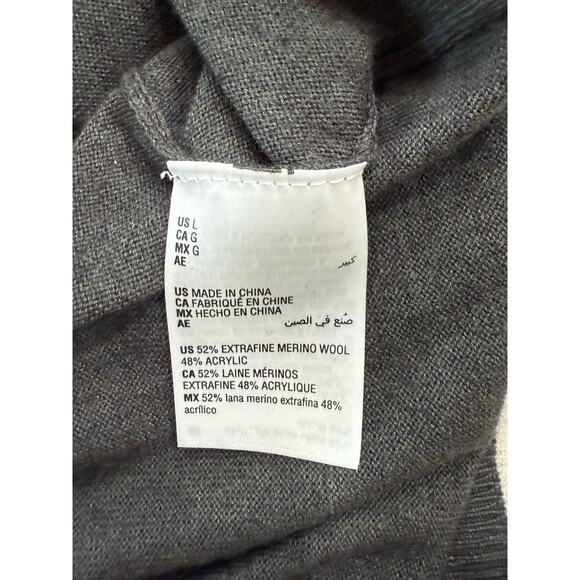 US L
CA G
MX G
AE كبير
US MADE IN CHINA
CA FABRIQUÉ EN CHINE
MX HECHO EN CHINA
AE صُنع في الصين
US 52% EXTRAFINE MERINO WOOL
48% ACRYLIC
CA 52% LAINE MÉRINOS
EXTRAFINE 48% ACRYLIQUE
MX 52% lana merino extrafina 48%
acrílico